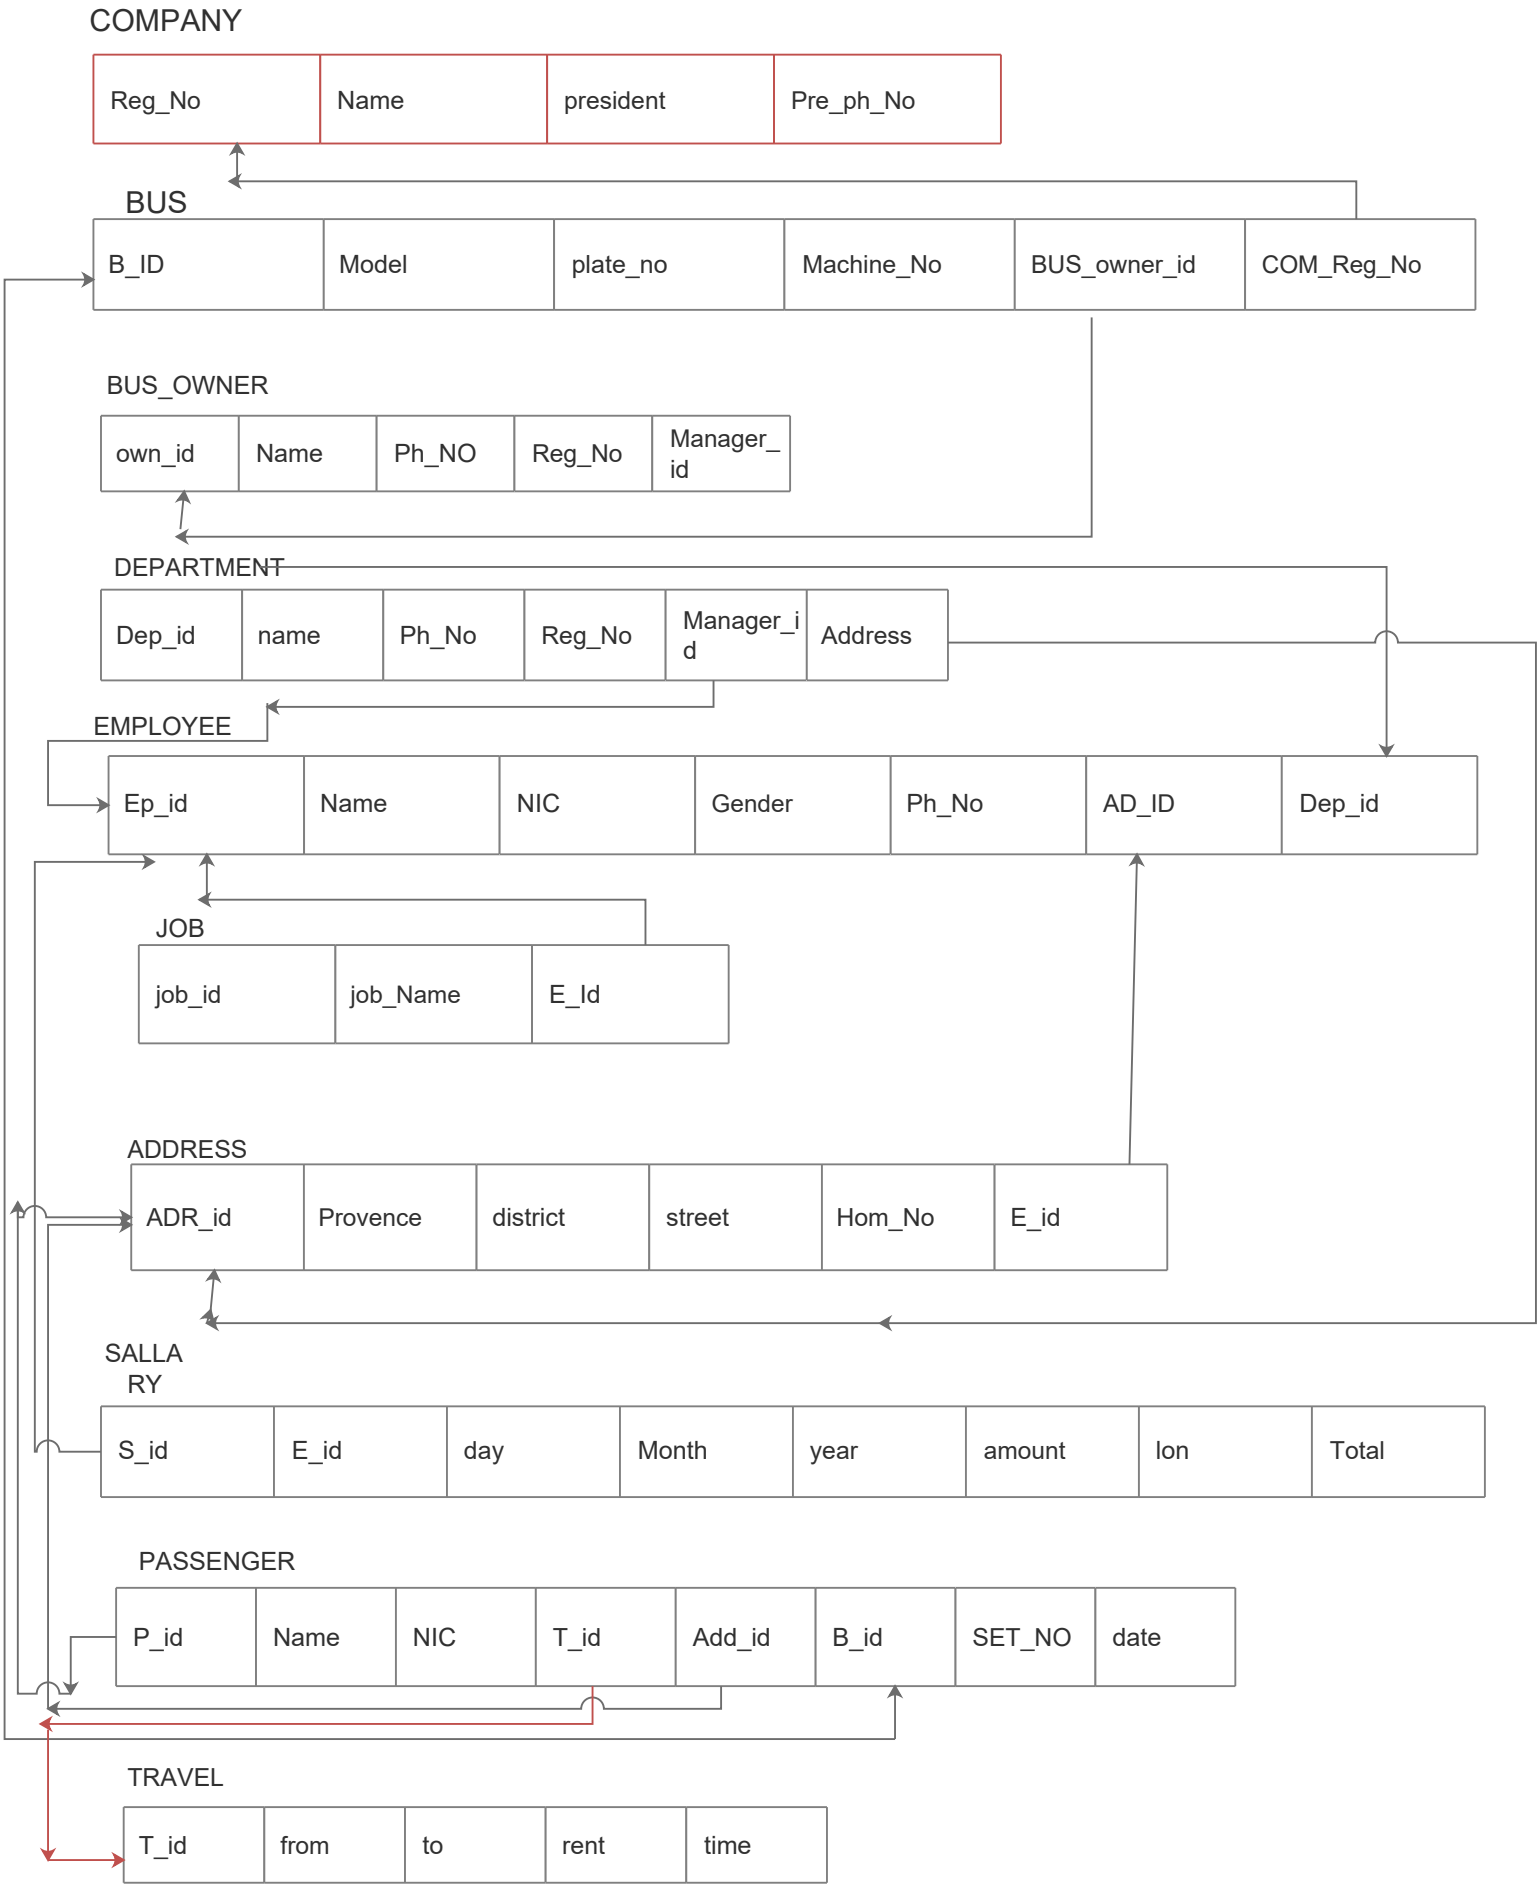 COMPANY
Reg_No Name president Pre_ph_No
BUS
B_ID Model plate_no Machine_No BUS_owner_id COM_Reg_No
BUS_OWNER
own_id Name Ph_NO Reg_No Manager_
id
DEPARTMENT
Dep_id name Ph_No Reg_No Manager_i
d Address
EMPLOYEE
Ep_id Name NIC Gender Ph_No AD_ID Dep_id
JOB
job_id job_Name E_Id
ADDRESS
ADR_id Provence district street Hom_No E_id
SALLA
RY
S_id E_id day Month year amount lon Total
PASSENGER
P_id Name NIC T_id Add_id B_id SET_NO date
TRAVEL
T_id from to rent time